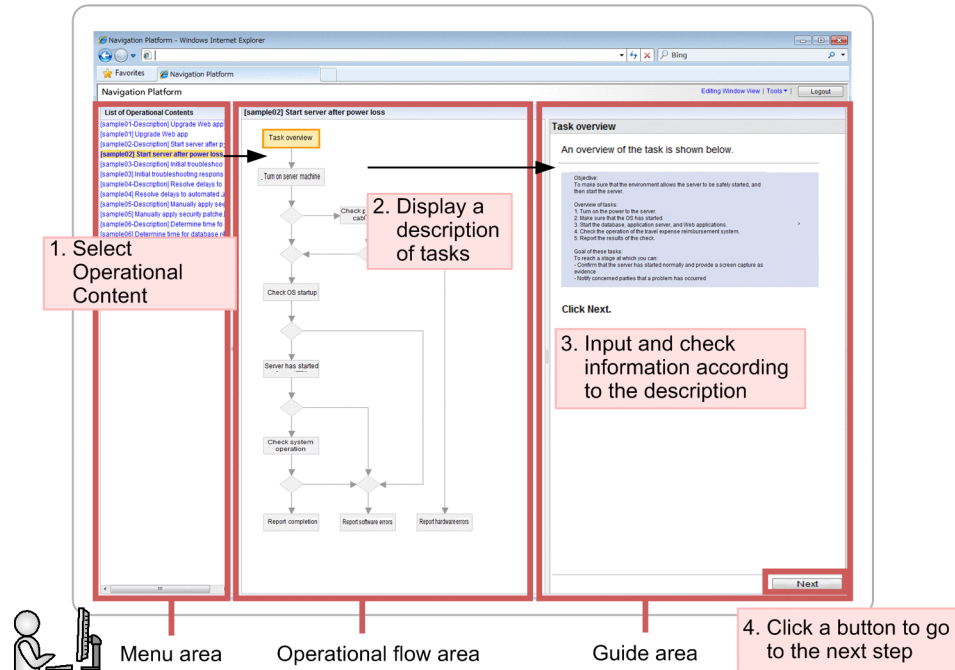 Navigation Platform - Windows Internet Explorer
Bing
Favorites
Navigation Platform
Navigation Platform
Editing Window View | Tools
Logout
List of Operational Contents
[sample01-Description] Upgrade Web app
[sample01] Upgrade Web app
[sample02-Description] Start server after p
[sample02] Start server after power loss
[sample03-Description] Initial troubleshoo
[sample03] Initial troubleshooting respons
[sample04-Description] Resolve delays to
[sample04] Resolve delays to automated
[sample05-Description] Manually apply sec
[sample05] Manually apply security patche
[sample06-Description] Determine time fo
[sample06] Determine time for database re
1. Select
Operational
Content
[sample02] Start server after power loss
Task overview
Turn on server machine
Check p
cabl
2. Display a
description
of tasks
Check OS startup
Server has started
Check system
operation
Report completion
Report software errors
Report hardware errors
Task overview
An overview of the task is shown below.
Objective:
To make sure that the environment allows the server to be safely started, and
then start the server.
Overview of tasks:
1. Turn on the power to the server.
2. Make sure that the OS has started.
3. Start the database, application server, and Web applications.
4. Check the operation of the travel expense reimbursement system.
5. Report the results of the check.
Goal of these tasks:
To reach a stage at which you can:
- Confirm that the server has started normally and provide a screen capture as
evidence
- Notify concerned parties that a problem has occurred.
Click Next.
3. Input and check
information according
to the description
Next
4. Click a button to go
to the next step
Menu area
Operational flow area
Guide area